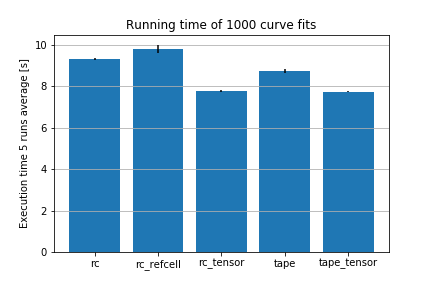 Running time of 1000 curve fits
Execution time 5 runs average [s]
10
8
6
4
2
0
rc
rc_refcell
rc_tensor
tape
tape_tensor